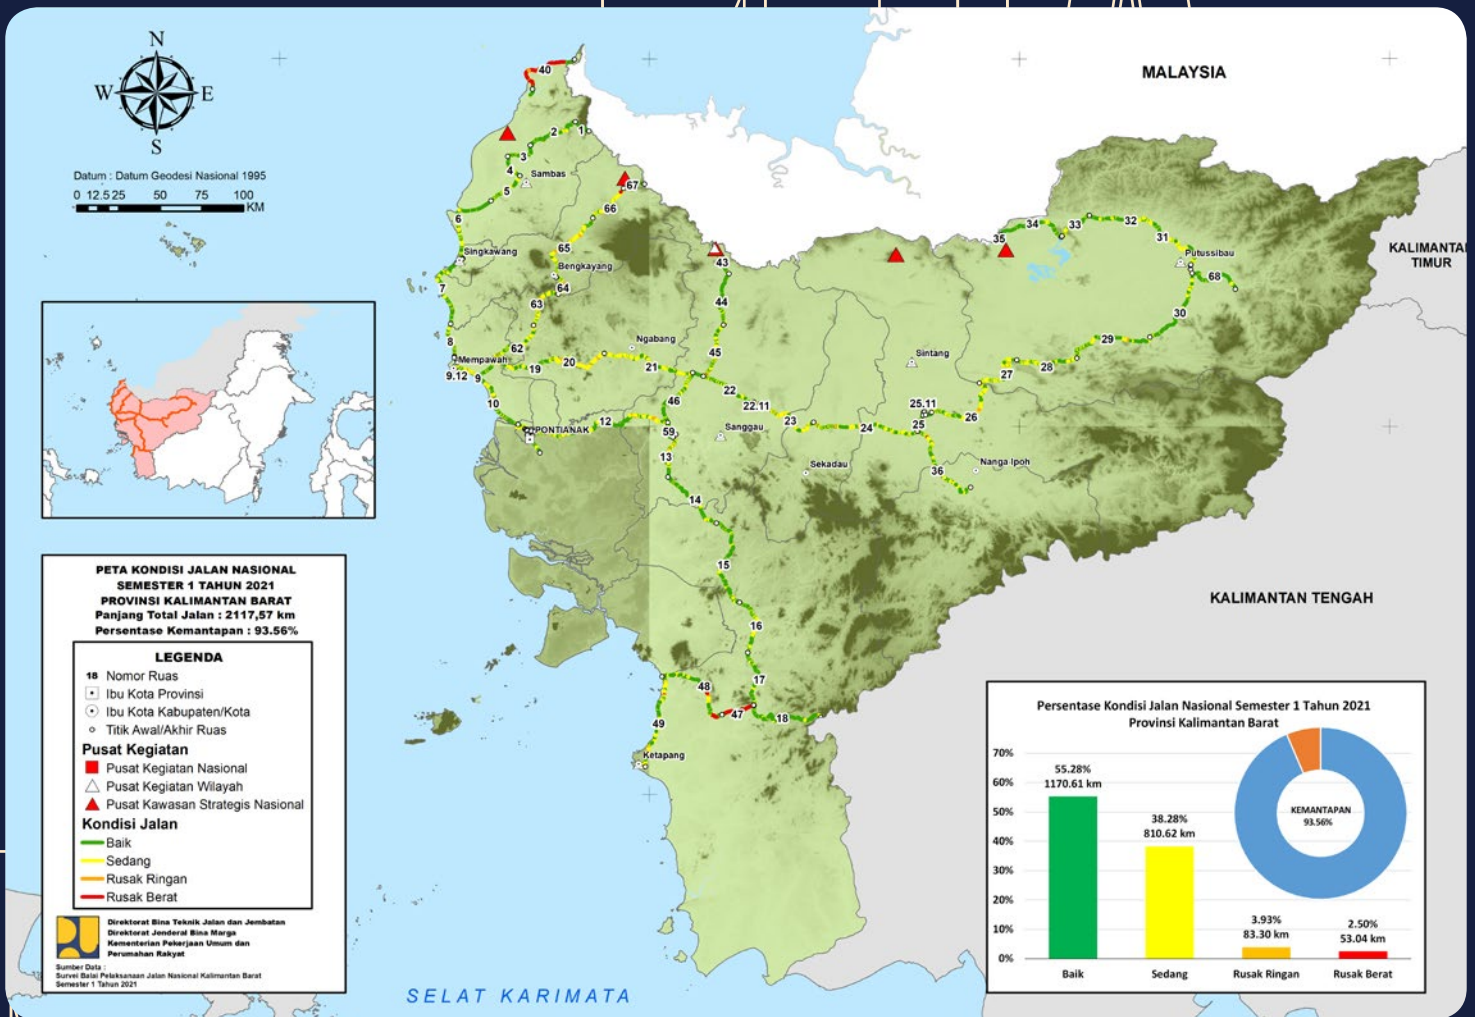 N
W
E
S
Datum : Datum Geodesi Nasional 1995
0 12.5 25 50 75 100
KM
MALAYSIA
KALIMANTAN
TIMUR
KALIMANTAN TENGAH
SELAT KARIMATA
40
2
1
3
4
Sambas
5
6
67
66
65
Singkawang
Bengkayang
7
64
63
8
62
Mempawah
9.12
9
10
19
20
Ngabang
21
43
44
45
22
46
22.11
12
PONTIANAK
59
Sanggau
23
24
13
Sekadau
14
Sintang
25.11
25
26
27
28
29
30
36
Nanga Ipoh
35
34
33
32
31
Putussibau
68
15
16
17
48
47
18
49
Ketapang
PETA KONDISI JALAN NASIONAL
SEMESTER 1 TAHUN 2021
PROVINSI KALIMANTAN BARAT
Panjang Total Jalan : 2117,57 km
Persentase Kemantapan : 93.56%
LEGENDA
18 Nomor Ruas
Ibu Kota Provinsi
Ibu Kota Kabupaten/Kota
Titik Awal/Akhir Ruas
Pusat Kegiatan
Pusat Kegiatan Nasional
Pusat Kegiatan Wilayah
Pusat Kawasan Strategis Nasional
Kondisi Jalan
Baik
Sedang
Rusak Ringan
Rusak Berat
Direktorat Bina Teknik Jalan dan Jembatan
Direktorat Jenderal Bina Marga
Kementerian Pekerjaan Umum dan
Perumahan Rakyat
Sumber Data :
Survei Balai Pelaksanaan Jalan Nasional Kalimantan Barat
Semester 1 Tahun 2021
Persentase Kondisi Jalan Nasional Semester 1 Tahun 2021
Provinsi Kalimantan Barat
70%
60%
50%
40%
30%
20%
10%
0%
55.28%
1170.61 km
38.28%
810.62 km
3.93%
83.30 km
2.50%
53.04 km
KEMANTAPAN
93.56%
Baik
Sedang
Rusak Ringan
Rusak Berat